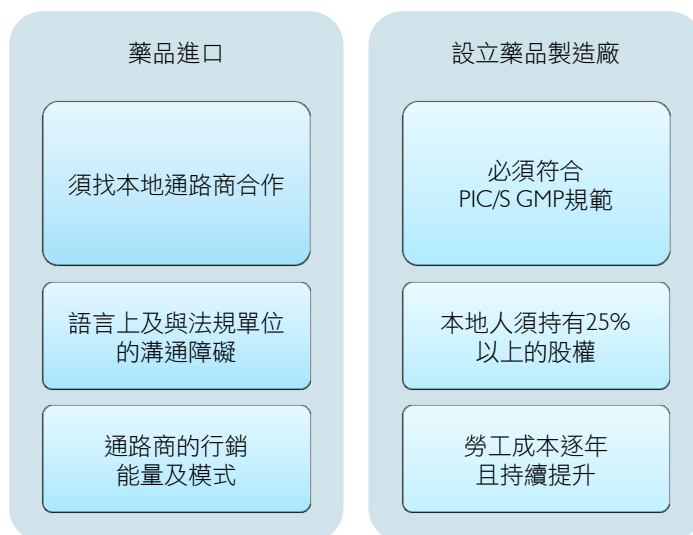 藥品進口
須找本地通路商合作
語言上及與法規單位
的溝通障礙
通路商的行銷
能量及模式
設立藥品製造廠
必須符合
PIC/S GMP規範
本地人須持有25%
以上的股權
勞工成本逐年
且持續提升